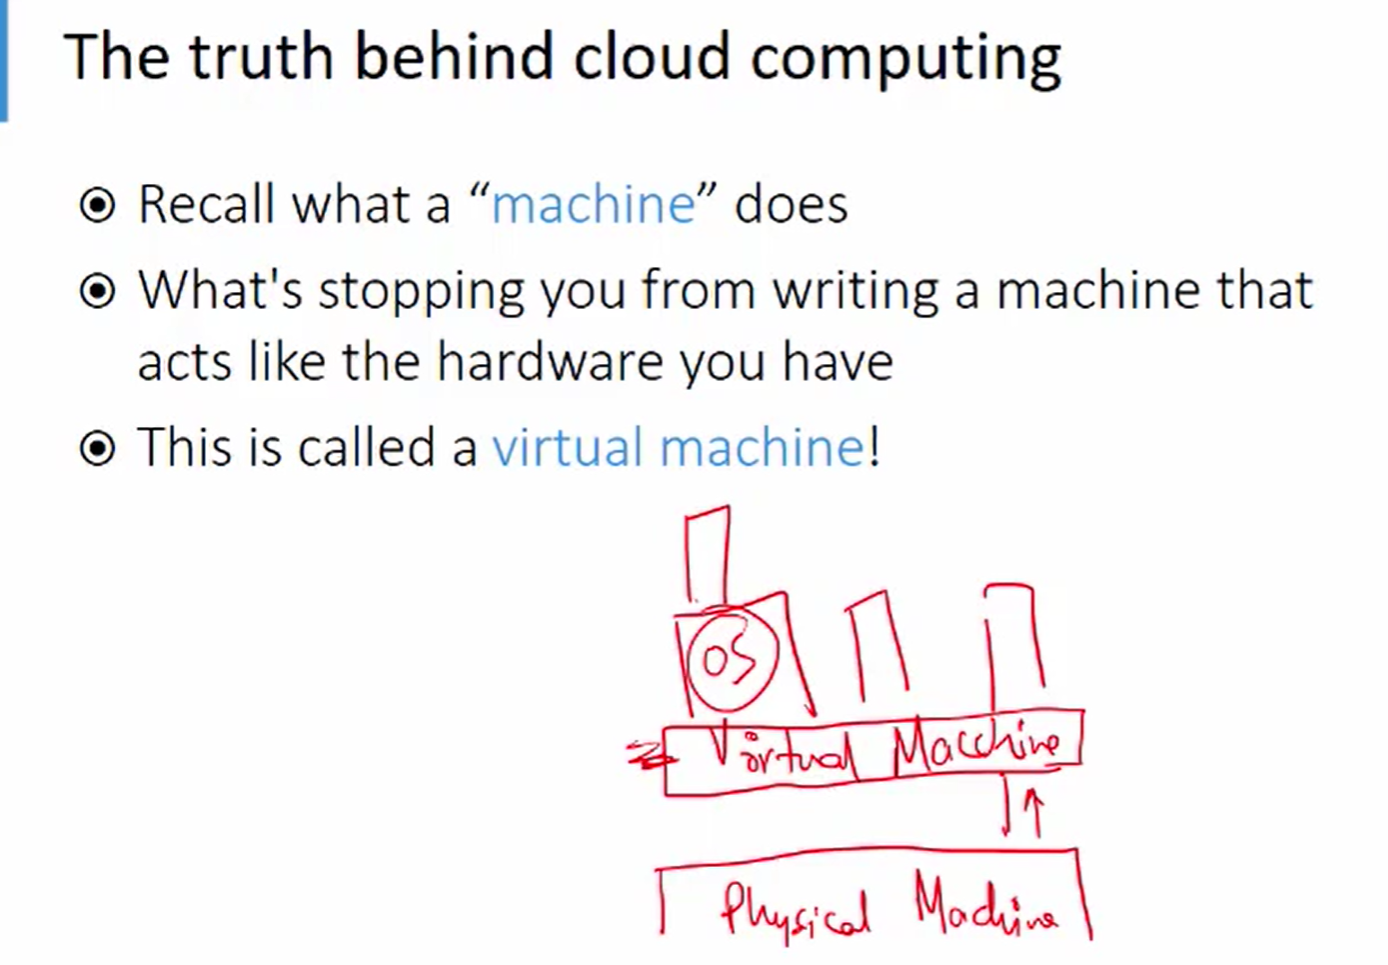 The truth behind cloud computing
Recall what a “machine” does
What's stopping you from writing a machine that
acts like the hardware you have
This is called a virtual machine!
OS
Virtual Macchine
Physical Machine